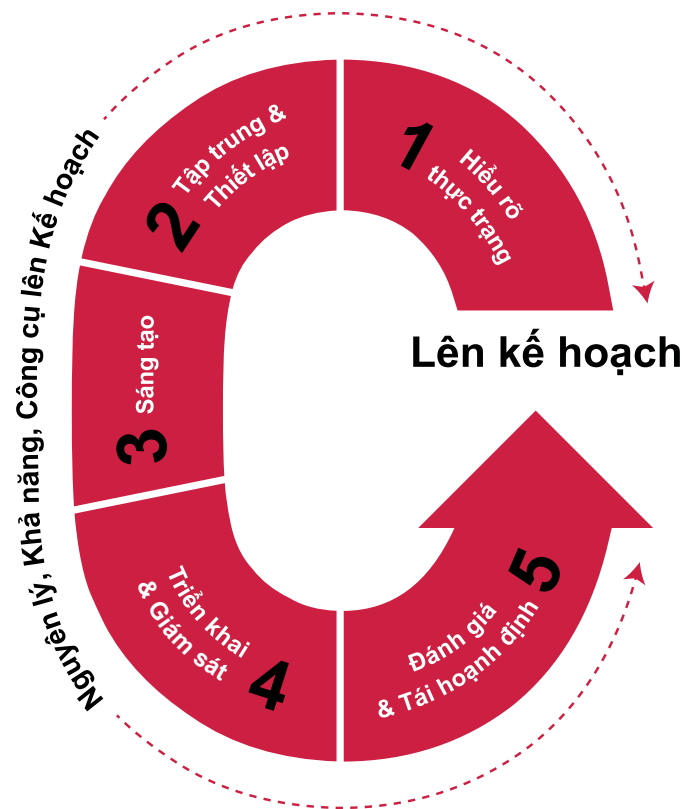 Nguyên lý, Khả năng, Công cụ lên Kế hoạch
1
Hiểu rõ
thực trạng
2
Tập trung &
Thiết lập
3
Sáng tạo
4
Triển khai
& Giám sát
5
Đánh giá
& Tái hoạnh định
Lên kế hoạch